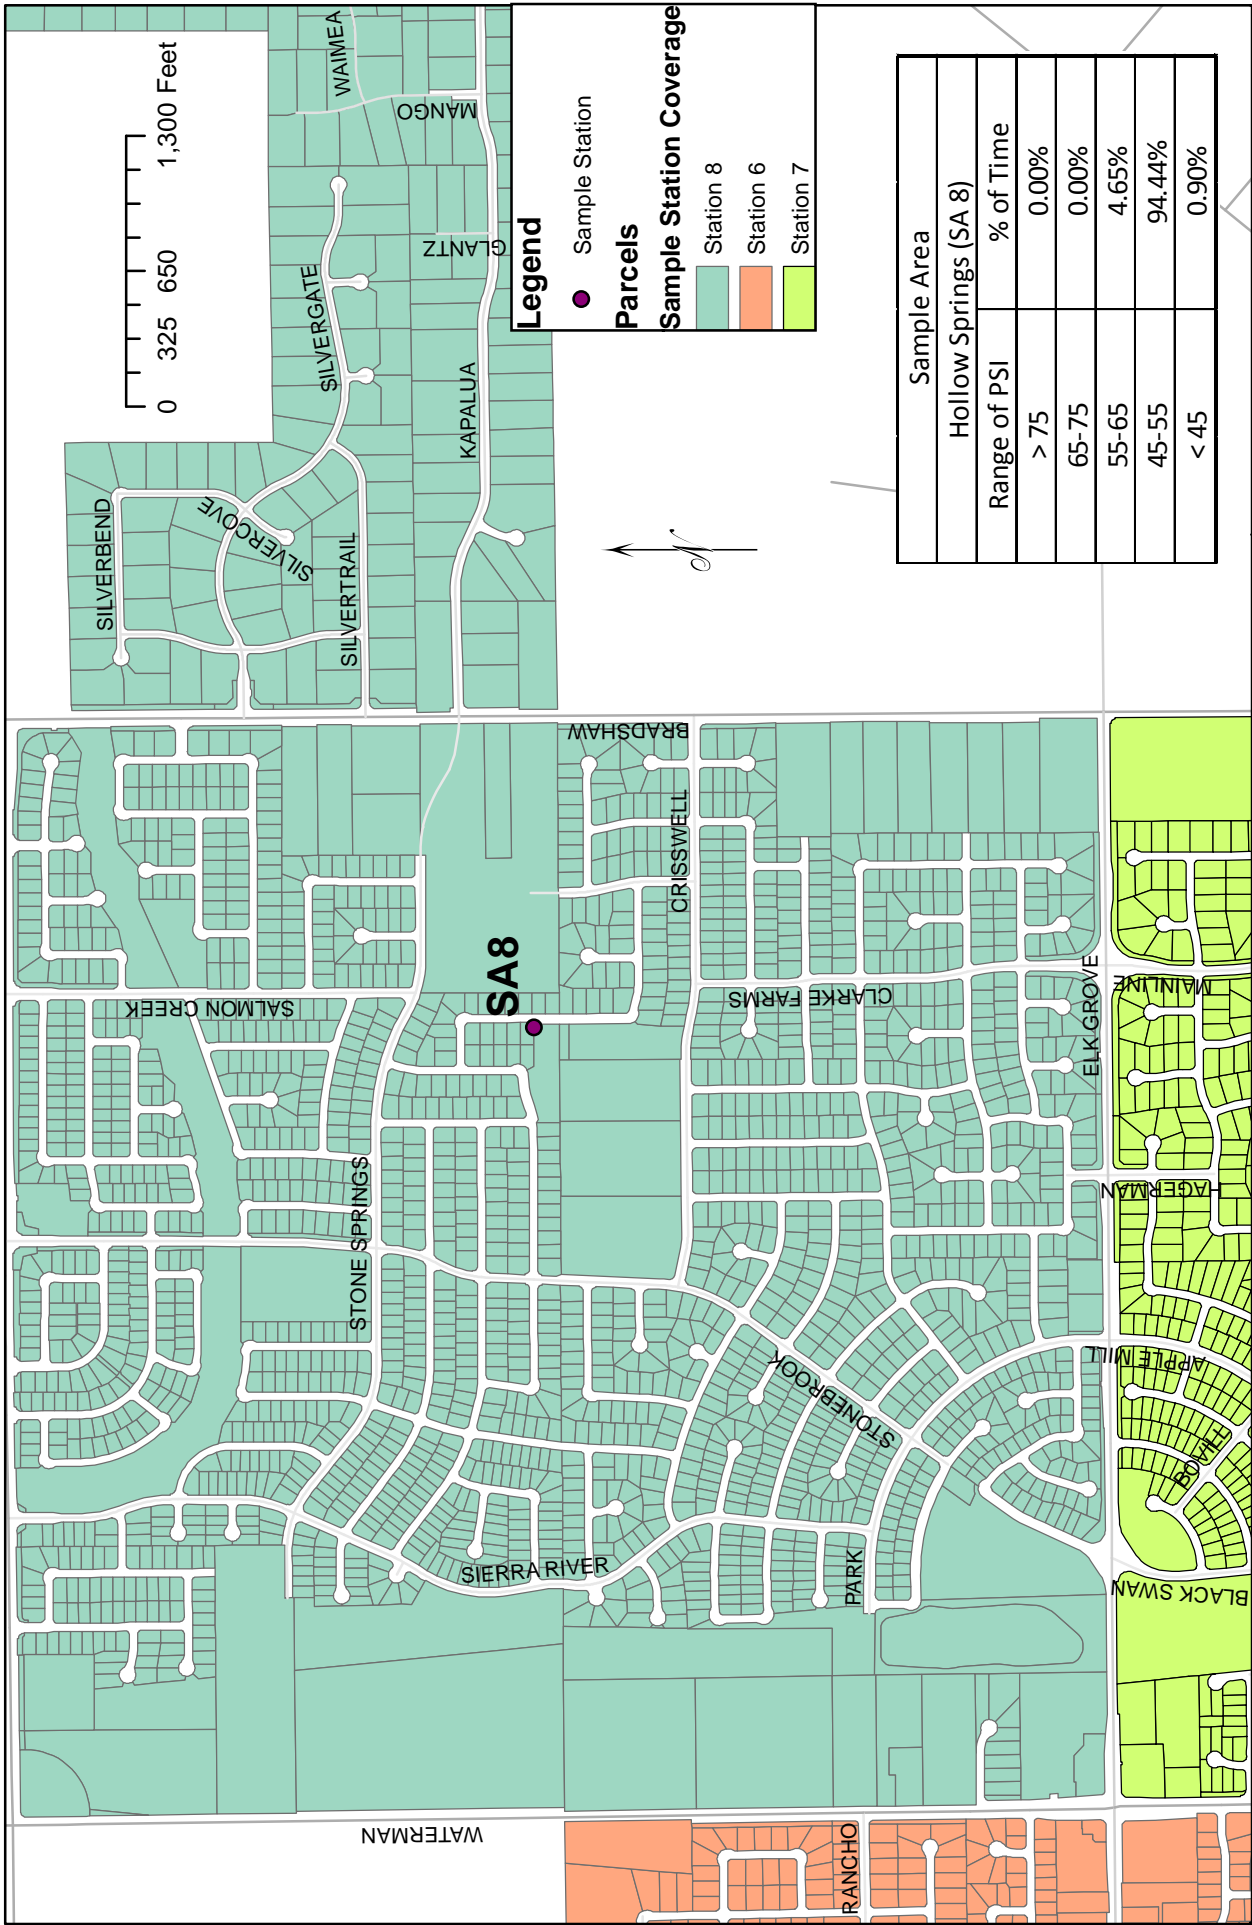 0 325 650 1,300 Feet
WAIMEA
MANGO
GLANTZ
SILVERGATE
KAPALUA
SILVERBEND
SILVERCOVE
SILVERTRAIL
Legend
Sample Station
Parcels
Sample Station Coverage
Station 8
Station 6
Station 7
Sample Area
Hollow Springs (SA 8)
Range of PSI % of Time
> 75 0.00%
65-75 0.00%
55-65 4.65%
45-55 94.44%
< 45 0.90%
N
BRADSHAW
CRISSWELL
SA8
SALMON CREEK
CLARKE FARMS
ELK GROVE
MAINLINE
STONE SPRINGS
HAGERMAN
STONEBROOK
APPLE MILL
BOVILL
SIERRA RIVER
PARK
BLACK SWAN
WATERMAN
RANCHO